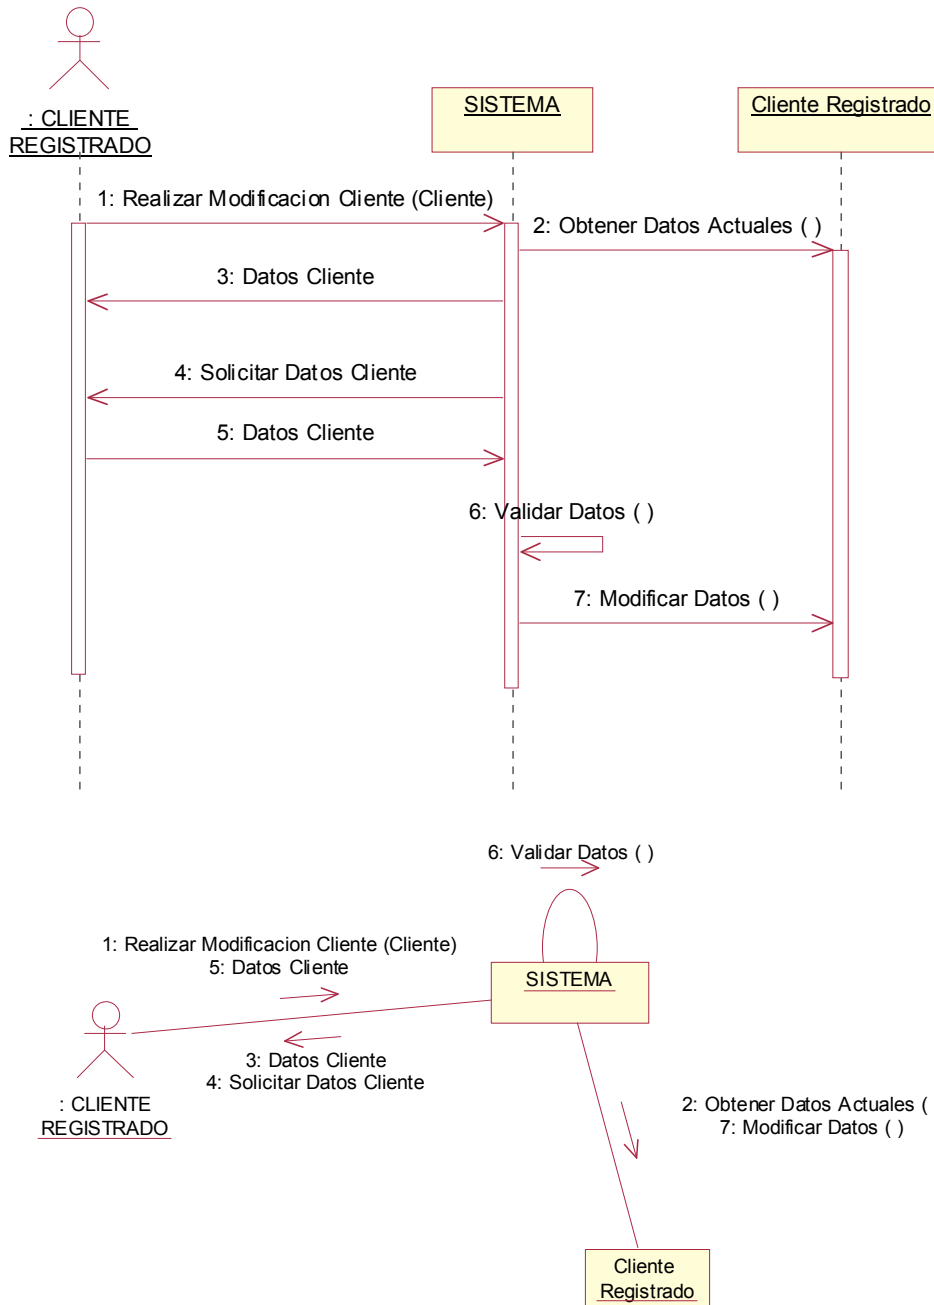 : CLIENTE
REGISTRADO
SISTEMA
Cliente Registrado
1: Realizar Modificacion Cliente (Cliente)
2: Obtener Datos Actuales ( )
3: Datos Cliente
4: Solicitar Datos Cliente
5: Datos Cliente
6: Validar Datos ( )
7: Modificar Datos ( )
6: Validar Datos ( )
1: Realizar Modificacion Cliente (Cliente)
5: Datos Cliente
SISTEMA
3: Datos Cliente
4: Solicitar Datos Cliente
: CLIENTE
REGISTRADO
2: Obtener Datos Actuales (
7: Modificar Datos ( )
Cliente
Registrado